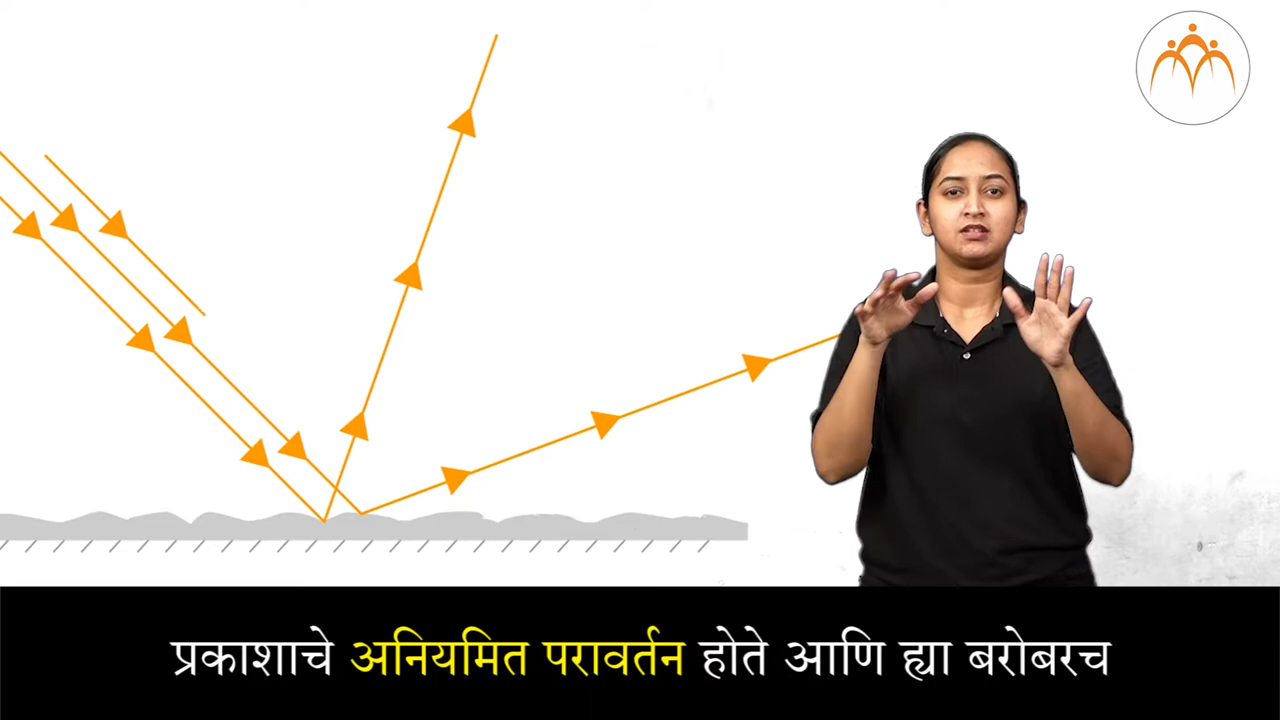 प्रकाशाचे अनियमित परावर्तन होते आणि ह्या बरोबरच